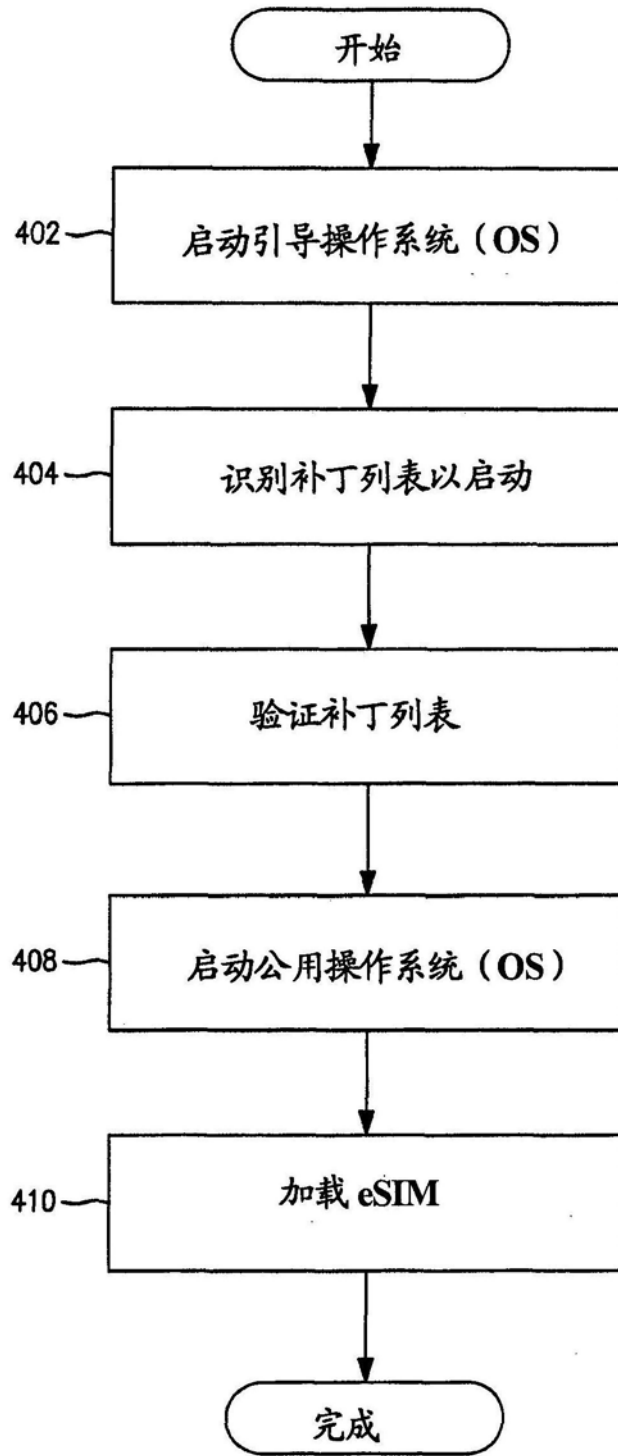 开始
402
启动引导操作系统（OS）
404
识别补丁列表以启动
406
验证补丁列表
408
启动公用操作系统（OS）
410
加载 eSIM
完成